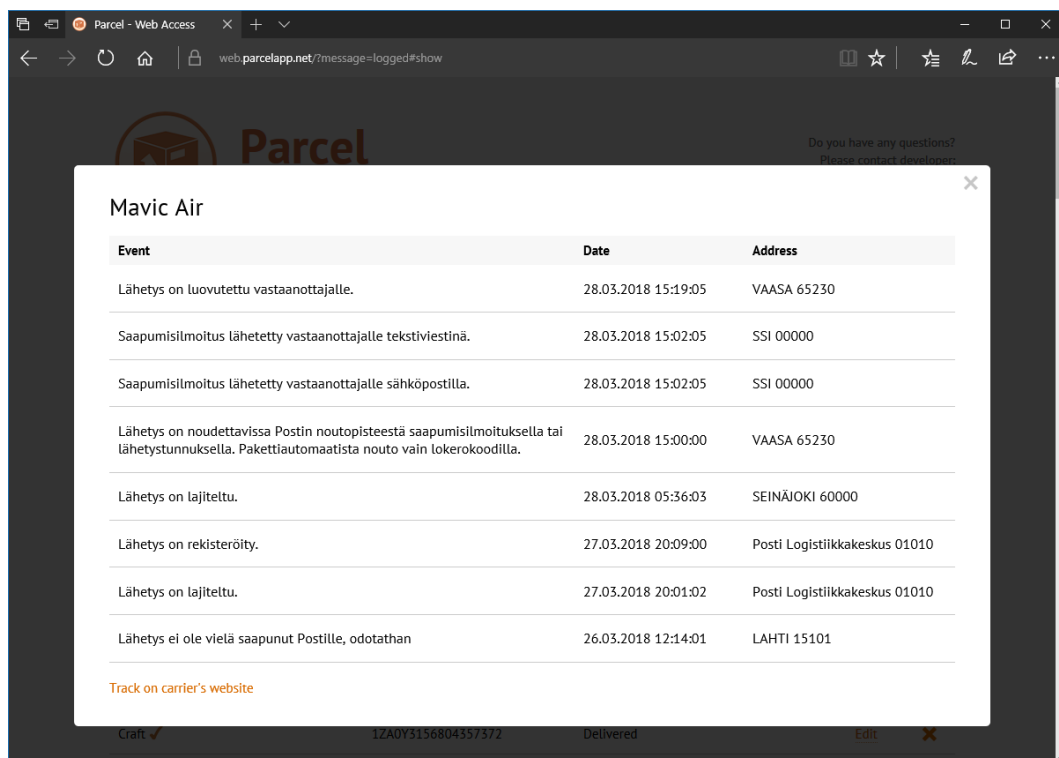 Parcel - Web Access
web.parcelapp.net/?message=logged#show
Parcel
Do you have any questions?
Please contact developer:
Mavic Air
Event Date Address
Lähetys on luovutettu vastaanottajalle. 28.03.2018 15:19:05 VAASA 65230
Saapumisilmoitus lähetetty vastaanottajalle tekstiviestinä. 28.03.2018 15:02:05 SSI 00000
Saapumisilmoitus lähetetty vastaanottajalle sähköpostilla. 28.03.2018 15:02:05 SSI 00000
Lähetys on noudettavissa Postin noutopisteestä saapumisilmoituksella tai
lähetystunnuksella. Pakettiautomaatista nouto vain lokerokoodilla. 28.03.2018 15:00:00 VAASA 65230
Lähetys on lajiteltu. 28.03.2018 05:36:03 SEINÄJOKI 60000
Lähetys on rekisteröity. 27.03.2018 20:09:00 Posti Logistiikkakeskus 01010
Lähetys on lajiteltu. 27.03.2018 20:01:02 Posti Logistiikkakeskus 01010
Lähetys ei ole vielä saapunut Postille, odotathan 26.03.2018 12:14:01 LAHTI 15101
Track on carrier's website
Craft 1ZA0Y3156804357372 Delivered Edit